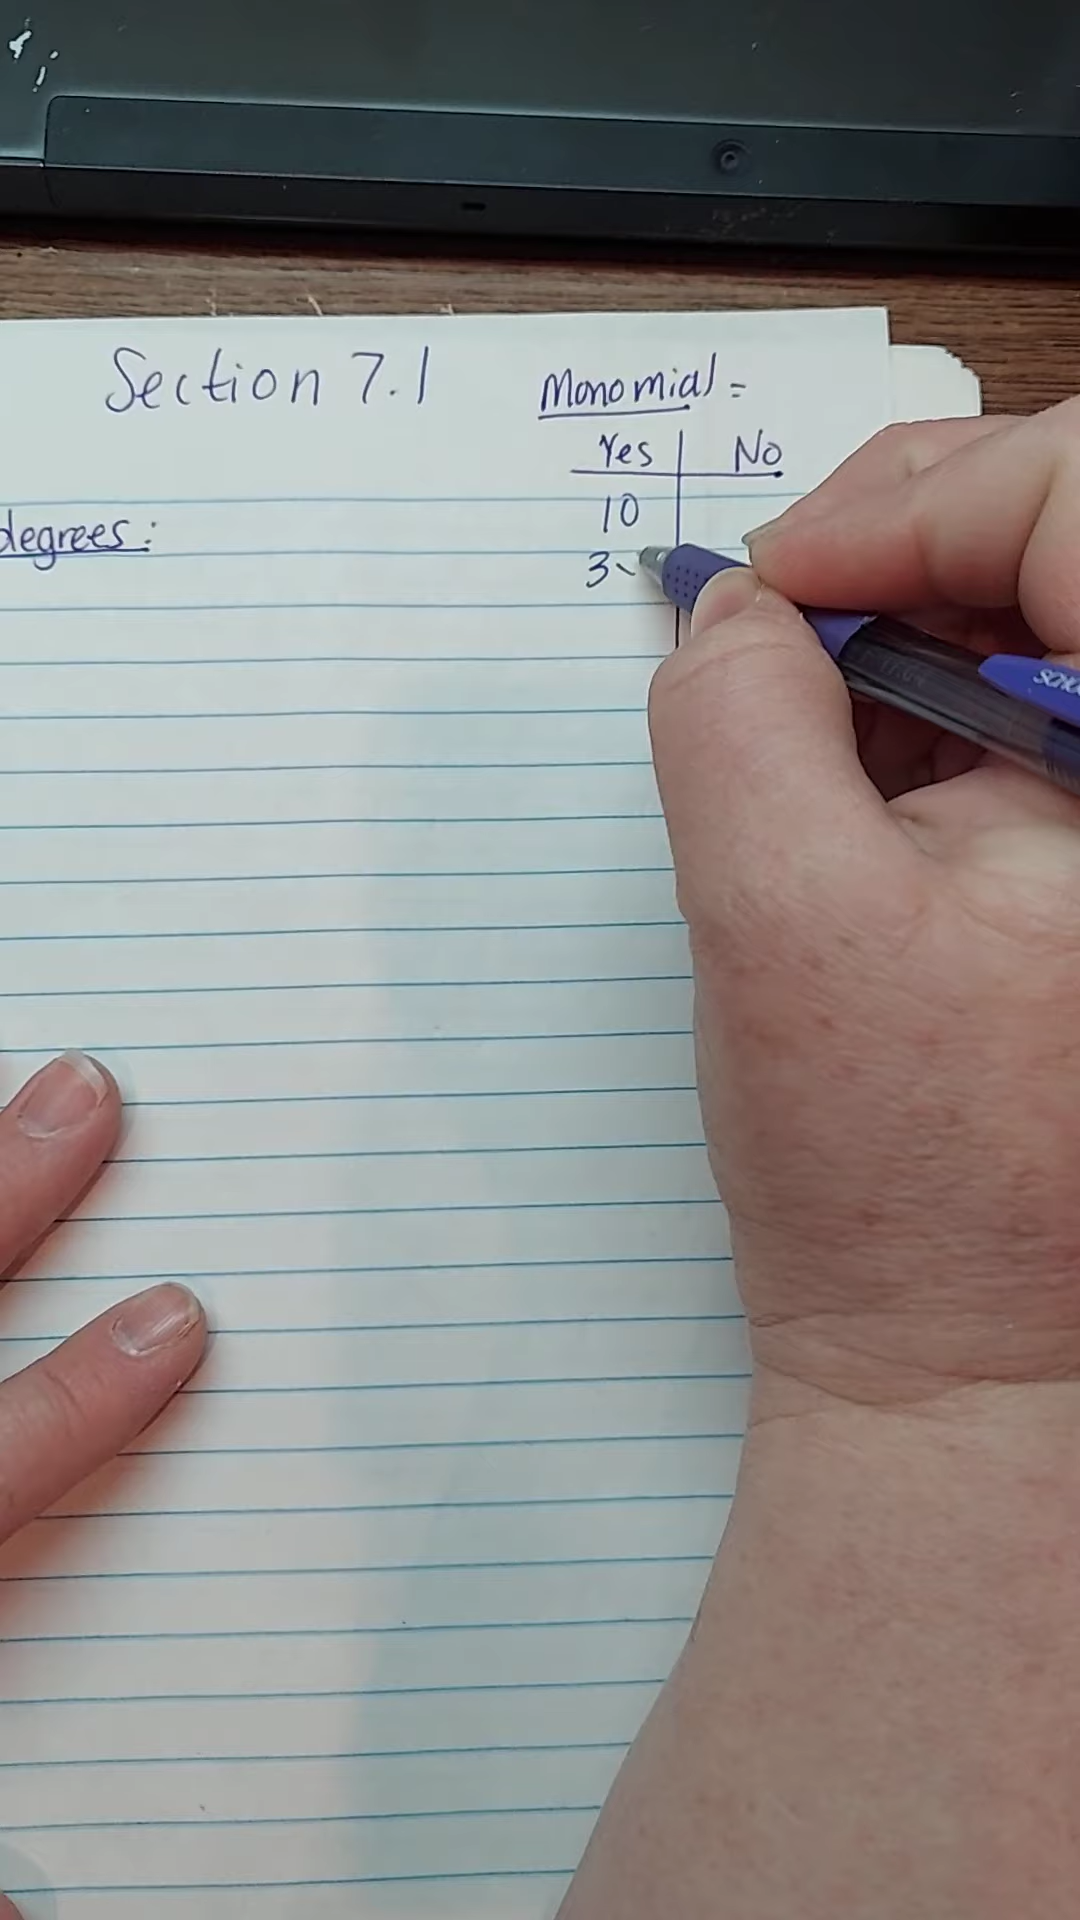 Section 7.1
Monomial =
Yes No
10
degrees:
3